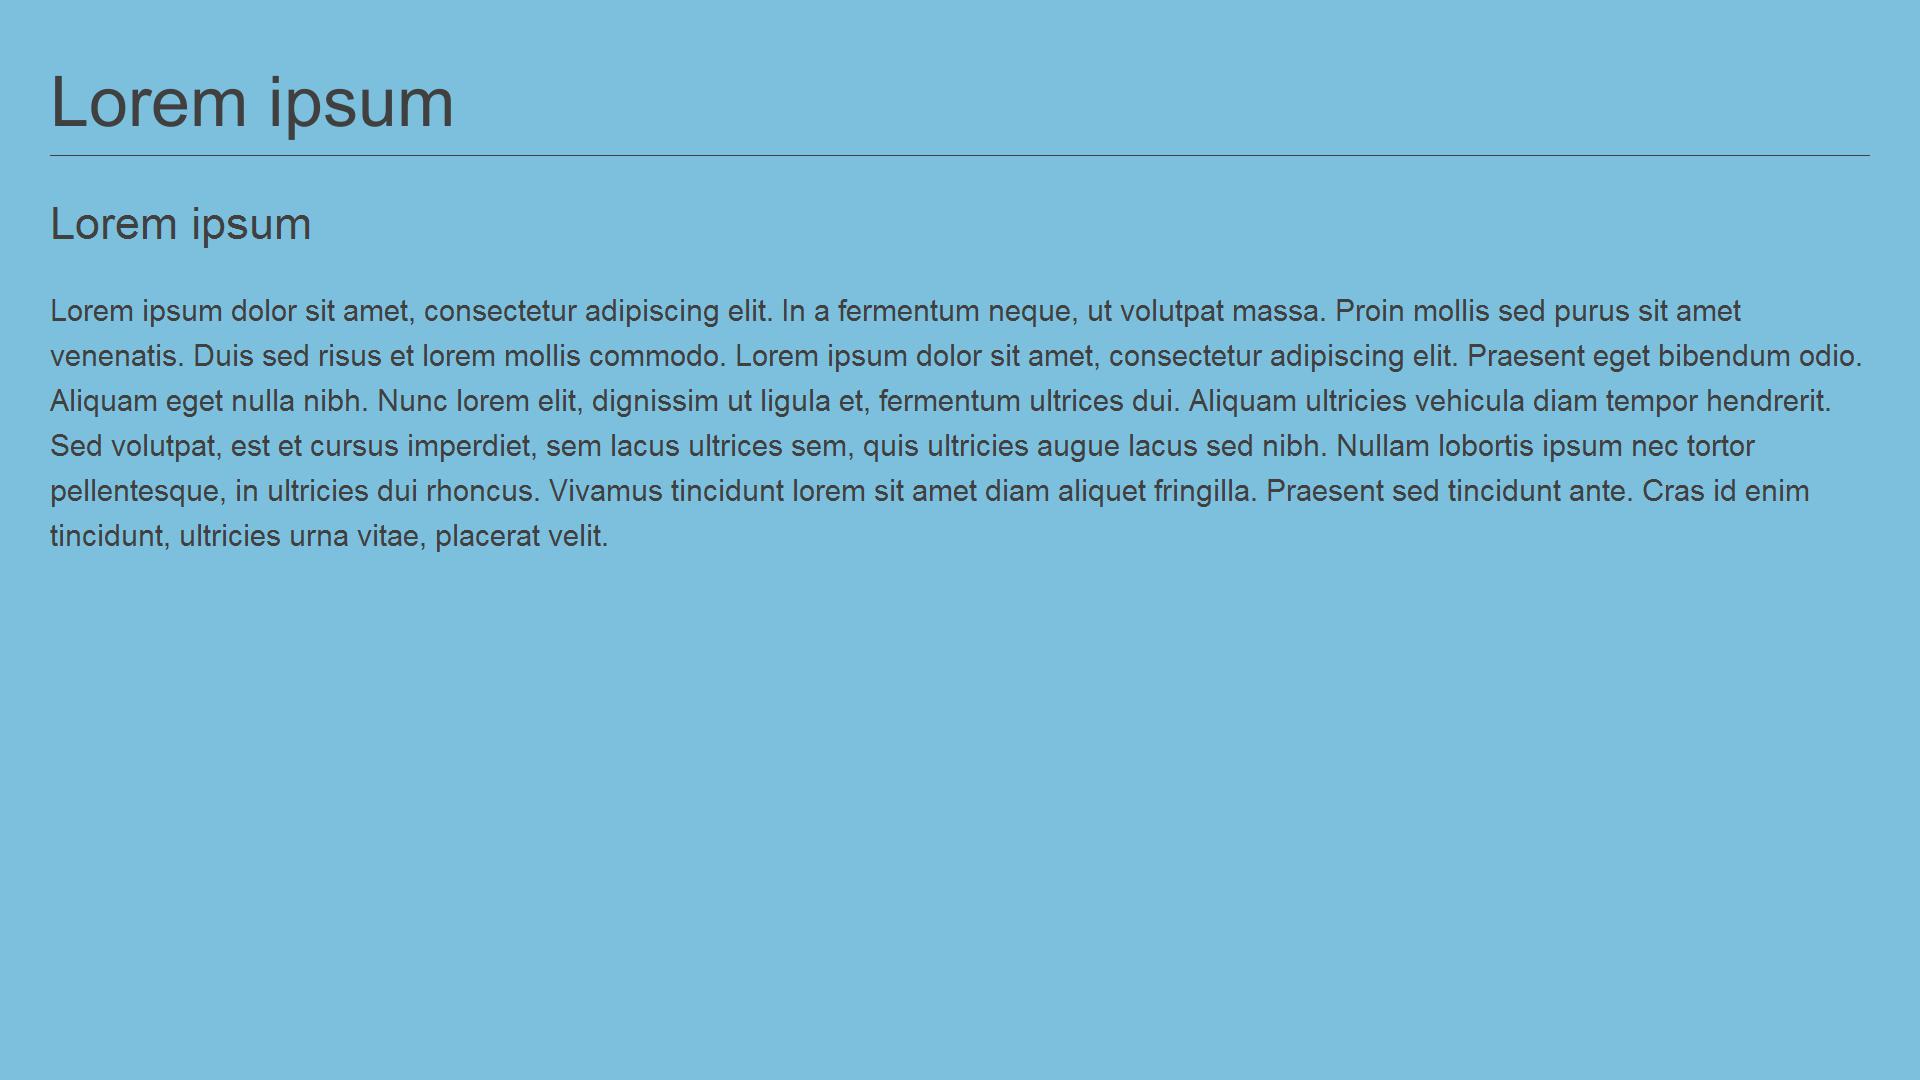 Lorem ipsum
Lorem ipsum
Lorem ipsum dolor sit amet, consectetur adipiscing elit. In a fermentum neque, ut volutpat massa. Proin mollis sed purus sit amet
venenatis. Duis sed risus et lorem mollis commodo. Lorem ipsum dolor sit amet, consectetur adipiscing elit. Praesent eget bibendum odio.
Aliquam eget nulla nibh. Nunc lorem elit, dignissim ut ligula et, fermentum ultrices dui. Aliquam ultricies vehicula diam tempor hendrerit.
Sed volutpat, est et cursus imperdiet, sem lacus ultrices sem, quis ultricies augue lacus sed nibh. Nullam lobortis ipsum nec tortor
pellentesque, in ultricies dui rhoncus. Vivamus tincidunt lorem sit amet diam aliquet fringilla. Praesent sed tincidunt ante. Cras id enim
tincidunt, ultricies urna vitae, placerat velit.